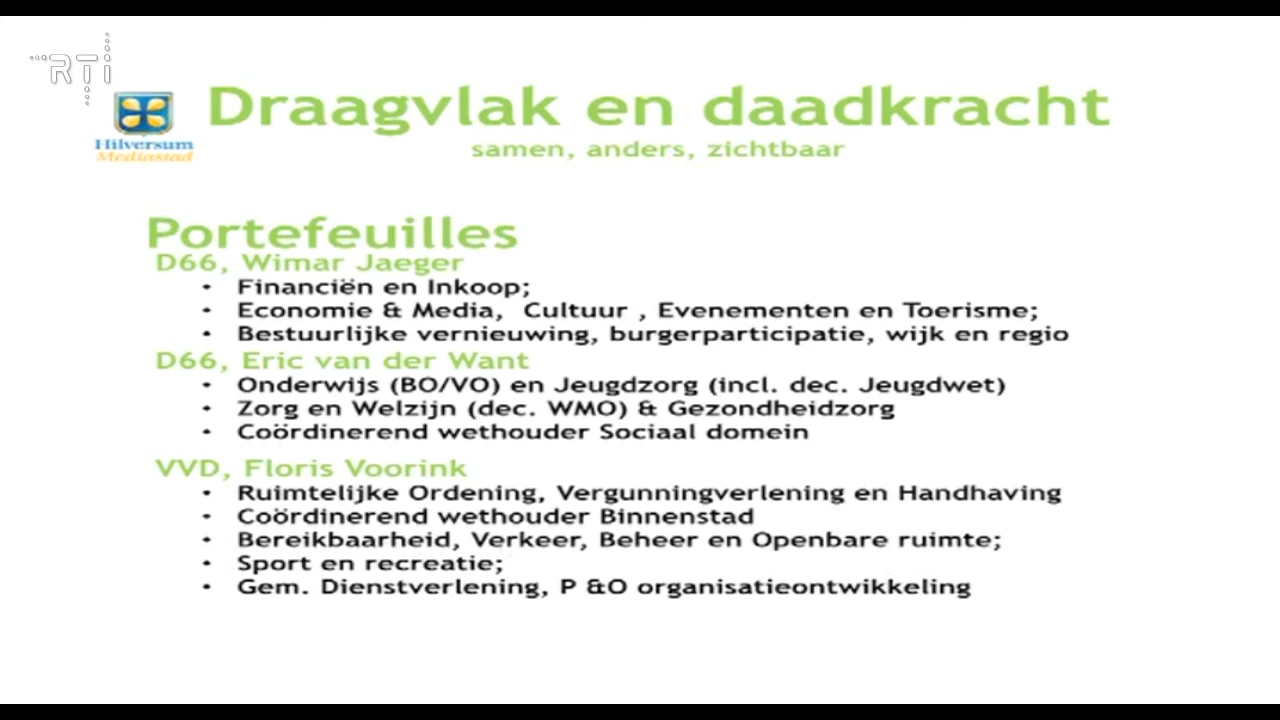 RTi
Draagvlak en daadkracht
Hilversum
Mediastad
samen, anders, zichtbaar
Portefeuilles
D66, Wimar Jaeger
• Financiën en Inkoop;
• Economie & Media, Cultuur , Evenementen en Toerisme;
• Bestuurlijke vernieuwing, burgerparticipatie, wijk en regio
D66, Eric van der Want
• Onderwijs (BO/VO) en Jeugdzorg (incl. dec. Jeugdwet)
• Zorg en Welzijn (dec. WMO) & Gezondheidzorg
• Coördinerend wethouder Sociaal domein
VVD, Floris Voorink
• Ruimtelijke Ordening, Vergunningverlening en Handhaving
• Coördinerend wethouder Binnenstad
• Bereikbaarheid, Verkeer, Beheer en Openbare ruimte;
• Sport en recreatie;
• Gem. Dienstverlening, P &O organisatieontwikkeling